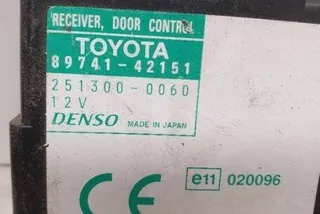 RECEIVER, DOOR CONTROL
TOYOTA
89741-42151
251300-0060
12V
DENSO MADE IN JAPAN
CE e11 020096